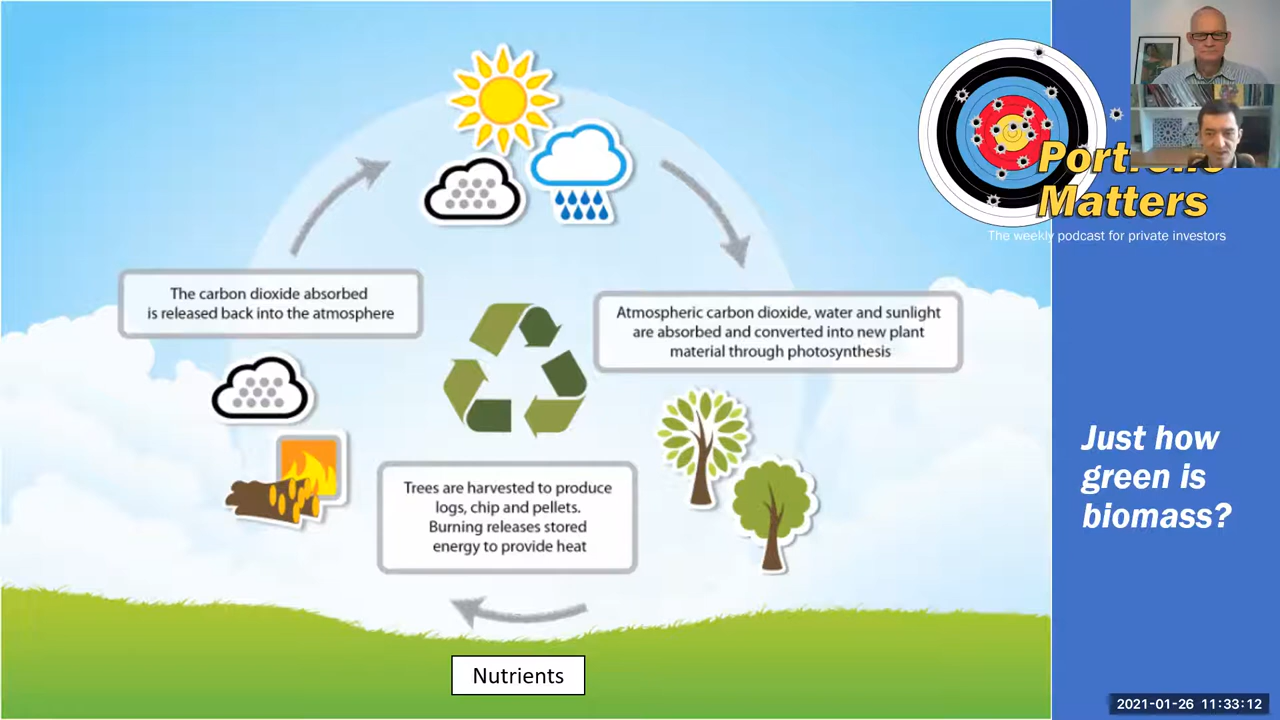 The carbon dioxide absorbed
is released back into the atmosphere
Atmospheric carbon dioxide, water and sunlight
are absorbed and converted into new plant
material through photosynthesis
Trees are harvested to produce
logs, chip and pellets.
Burning releases stored
energy to provide heat
Nutrients
Matters
The weekly podcast for private investors
Just how
green is
biomass?
2021-01-26 11:33:12